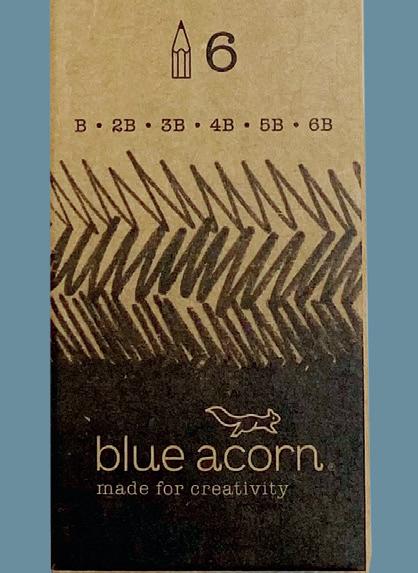 6
B • 2B • 3B • 4B • 5B • 6B
blue acorn
made for creativity